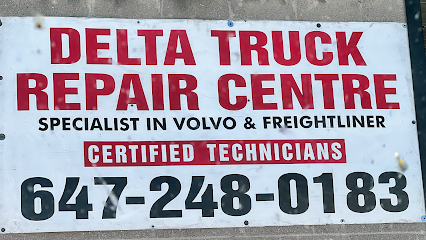 DELTA TRUCK
REPAIR CENTRE
SPECIALIST IN VOLVO & FREIGHTLINER
CERTIFIED TECHNICIANS
647-248-0183